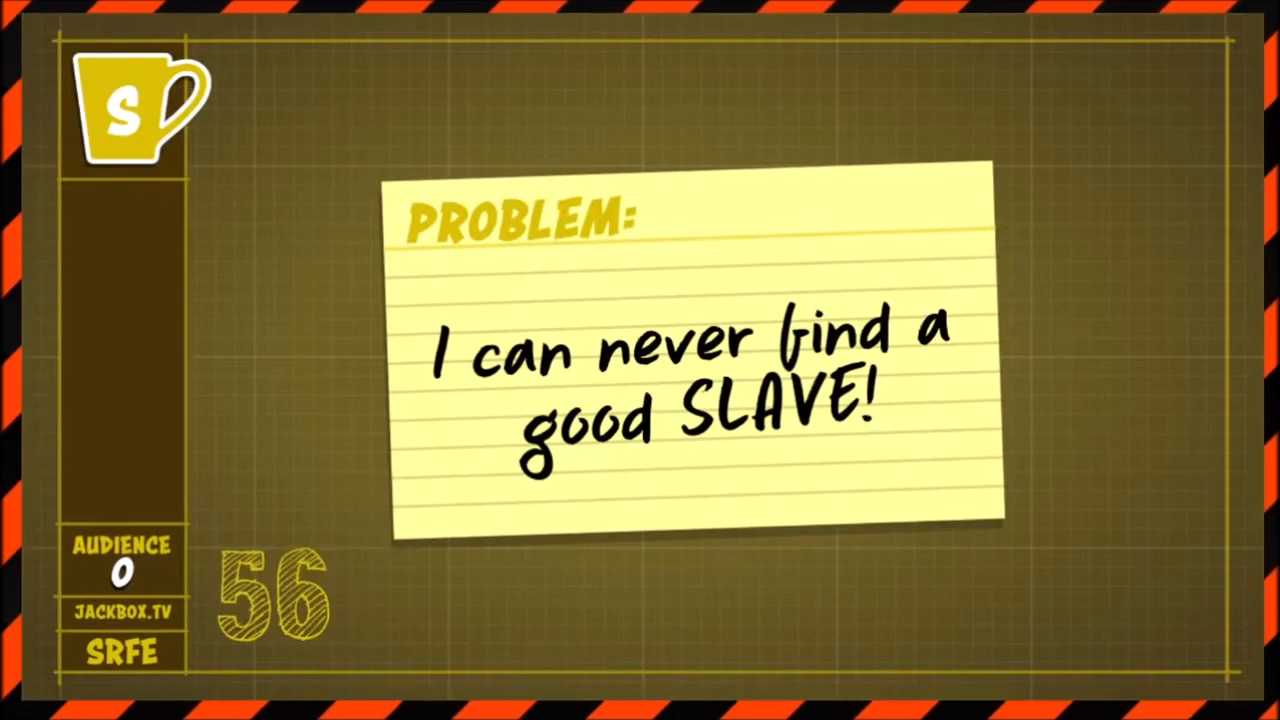 S
PROBLEM:
I can never find a
good SLAVE!
AUDIENCE
0
JACKBOX.TV
SRFE
56